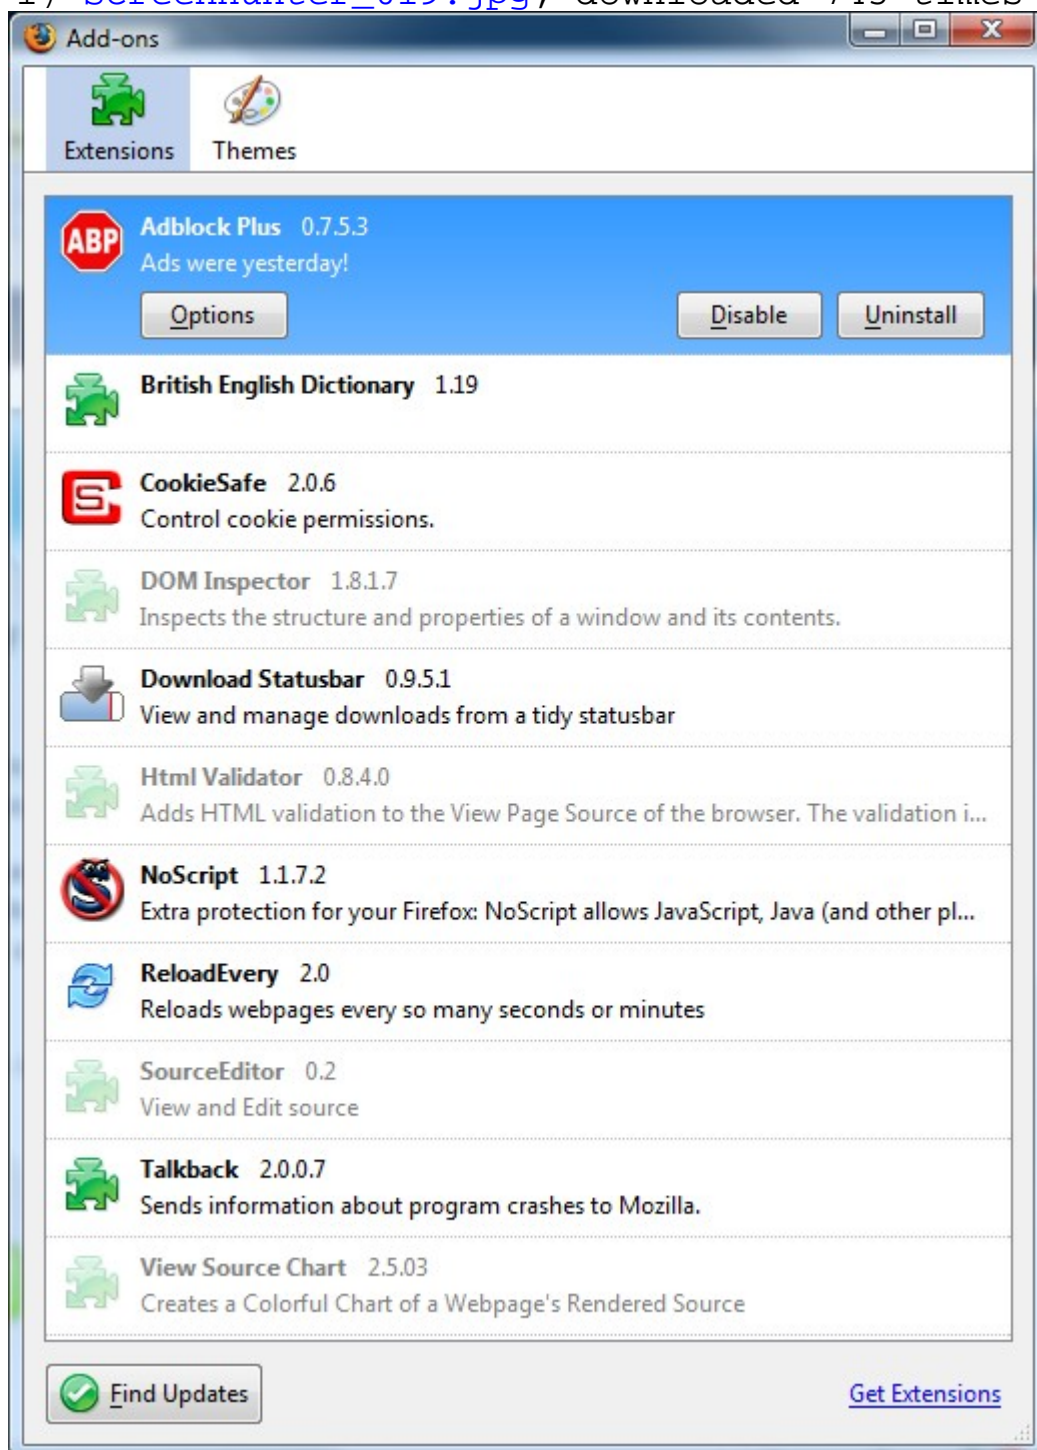 1) ScreenHunter_019.jpg, downloaded 745 times
Add-ons
Extensions Themes
ABP
Adblock Plus 0.7.5.3
Ads were yesterday!
Options Disable Uninstall
British English Dictionary 1.19
CookieSafe 2.0.6
Control cookie permissions.
DOM Inspector 1.8.1.7
Inspects the structure and properties of a window and its contents.
Download Statusbar 0.9.5.1
View and manage downloads from a tidy statusbar
Html Validator 0.8.4.0
Adds HTML validation to the View Page Source of the browser. The validation i...
NoScript 1.1.7.2
Extra protection for your Firefox: NoScript allows JavaScript, Java (and other pl...
ReloadEvery 2.0
Reloads webpages every so many seconds or minutes
SourceEditor 0.2
View and Edit source
Talkback 2.0.0.7
Sends information about program crashes to Mozilla.
View Source Chart 2.5.03
Creates a Colorful Chart of a Webpage's Rendered Source
Find Updates Get Extensions